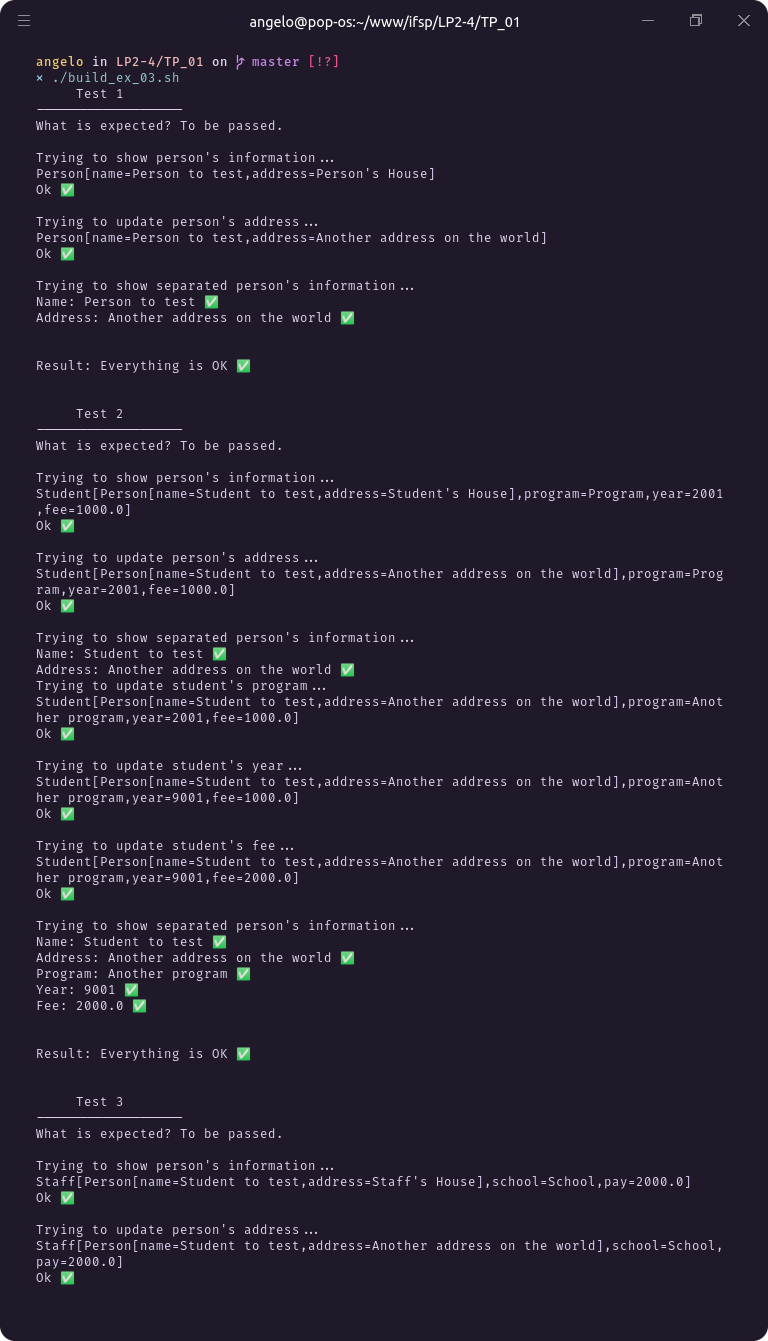 angelo@pop-os:~/www/ifsp/LP2-4/TP_01
angelo in LP2-4/TP_01 on master [!?]
× ./build_ex_03.sh
Test 1
-------------------
What is expected? To be passed.
Trying to show person's information...
Person[name=Person to test,address=Person's House]
Ok ✅
Trying to update person's address...
Person[name=Person to test,address=Another address on the world]
Ok ✅
Trying to show separated person's information...
Name: Person to test ✅
Address: Another address on the world ✅
Result: Everything is OK ✅
Test 2
-------------------
What is expected? To be passed.
Trying to show person's information...
Student[Person[name=Student to test,address=Student's House],program=Program,year=2001
,fee=1000.0]
Ok ✅
Trying to update person's address...
Student[Person[name=Student to test,address=Another address on the world],program=Prog
ram,year=2001,fee=1000.0]
Ok ✅
Trying to show separated person's information...
Name: Student to test ✅
Address: Another address on the world ✅
Trying to update student's program...
Student[Person[name=Student to test,address=Another address on the world],program=Anot
her program,year=2001,fee=1000.0]
Ok ✅
Trying to update student's year...
Student[Person[name=Student to test,address=Another address on the world],program=Anot
her program,year=9001,fee=1000.0]
Ok ✅
Trying to update student's fee...
Student[Person[name=Student to test,address=Another address on the world],program=Anot
her program,year=9001,fee=2000.0]
Ok ✅
Trying to show separated person's information...
Name: Student to test ✅
Address: Another address on the world ✅
Program: Another program ✅
Year: 9001 ✅
Fee: 2000.0 ✅
Result: Everything is OK ✅
Test 3
-------------------
What is expected? To be passed.
Trying to show person's information...
Staff[Person[name=Student to test,address=Staff's House],school=School,pay=2000.0]
Ok ✅
Trying to update person's address...
Staff[Person[name=Student to test,address=Another address on the world],school=School,
pay=2000.0]
Ok ✅